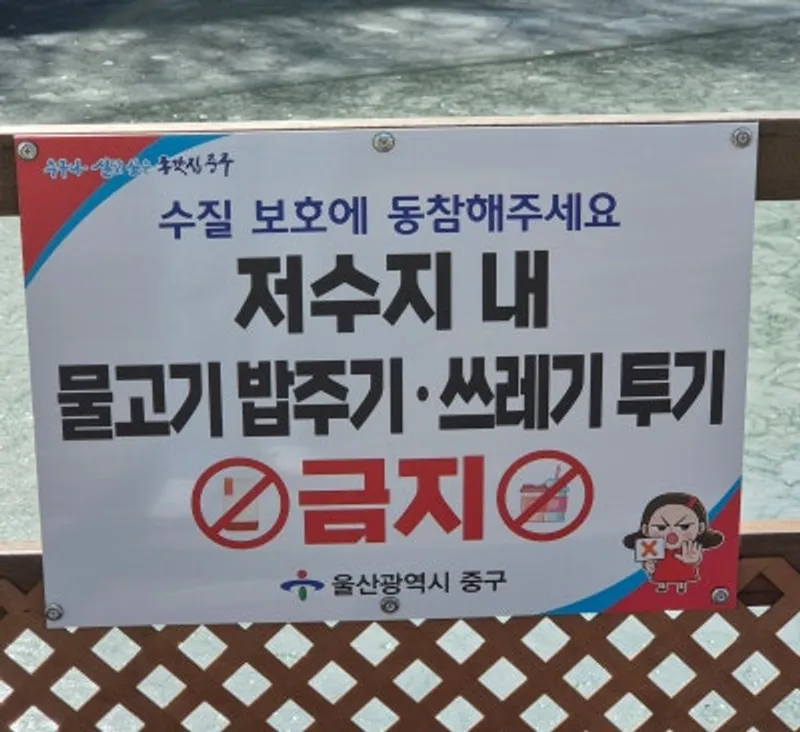 수질 보호에 동참해주세요
저수지 내
물고기 밥주기·쓰레기 투기
금지
울산광역시 중구